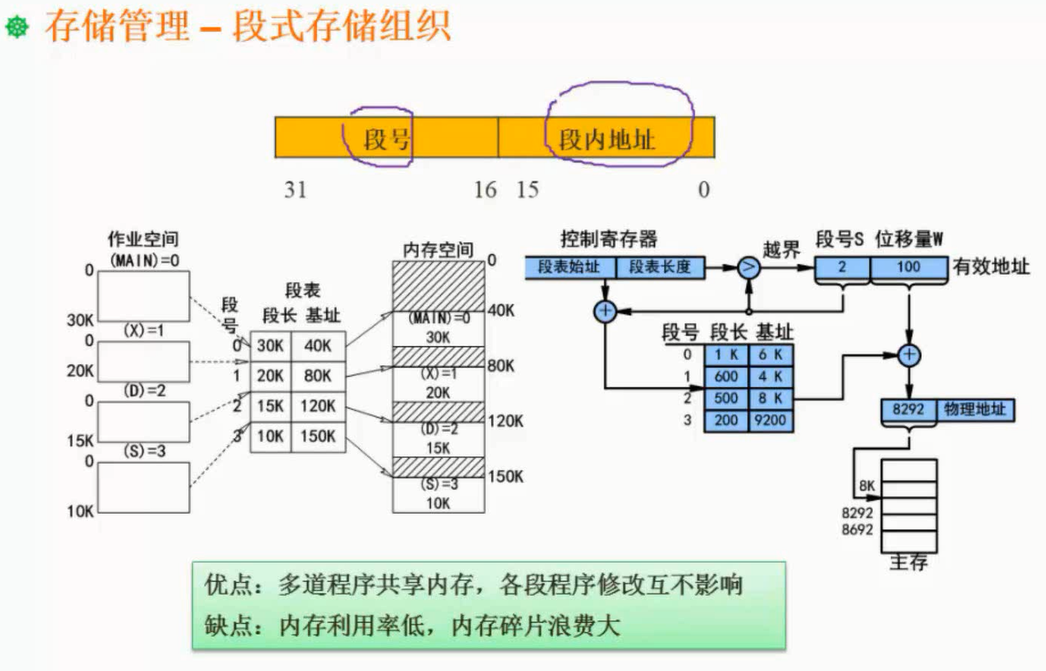 存储管理 – 段式存储组织
段号 段内地址
31 16 15 0
作业空间
(MAIN)=0
0
30K
(X)=1
0
20K
(D)=2
0
15K
(S)=3
0
10K
段号
段表
段长 基址
0 30K 40K
1 20K 80K
2 15K 120K
3 10K 150K
内存空间
0
40K
(MAIN)=0
30K
80K
(X)=1
20K
120K
(D)=2
15K
150K
(S)=3
10K
控制寄存器
段表始址 段表长度
>
越界
段号S 位移量W
2 100
有效地址
+
段号 段长 基址
0 1 K 6 K
1 600 4 K
2 500 8 K
3 200 9200
+
8292 物理地址
8K
8292
8692
主存
优点：多道程序共享内存，各段程序修改互不影响
缺点：内存利用率低，内存碎片浪费大